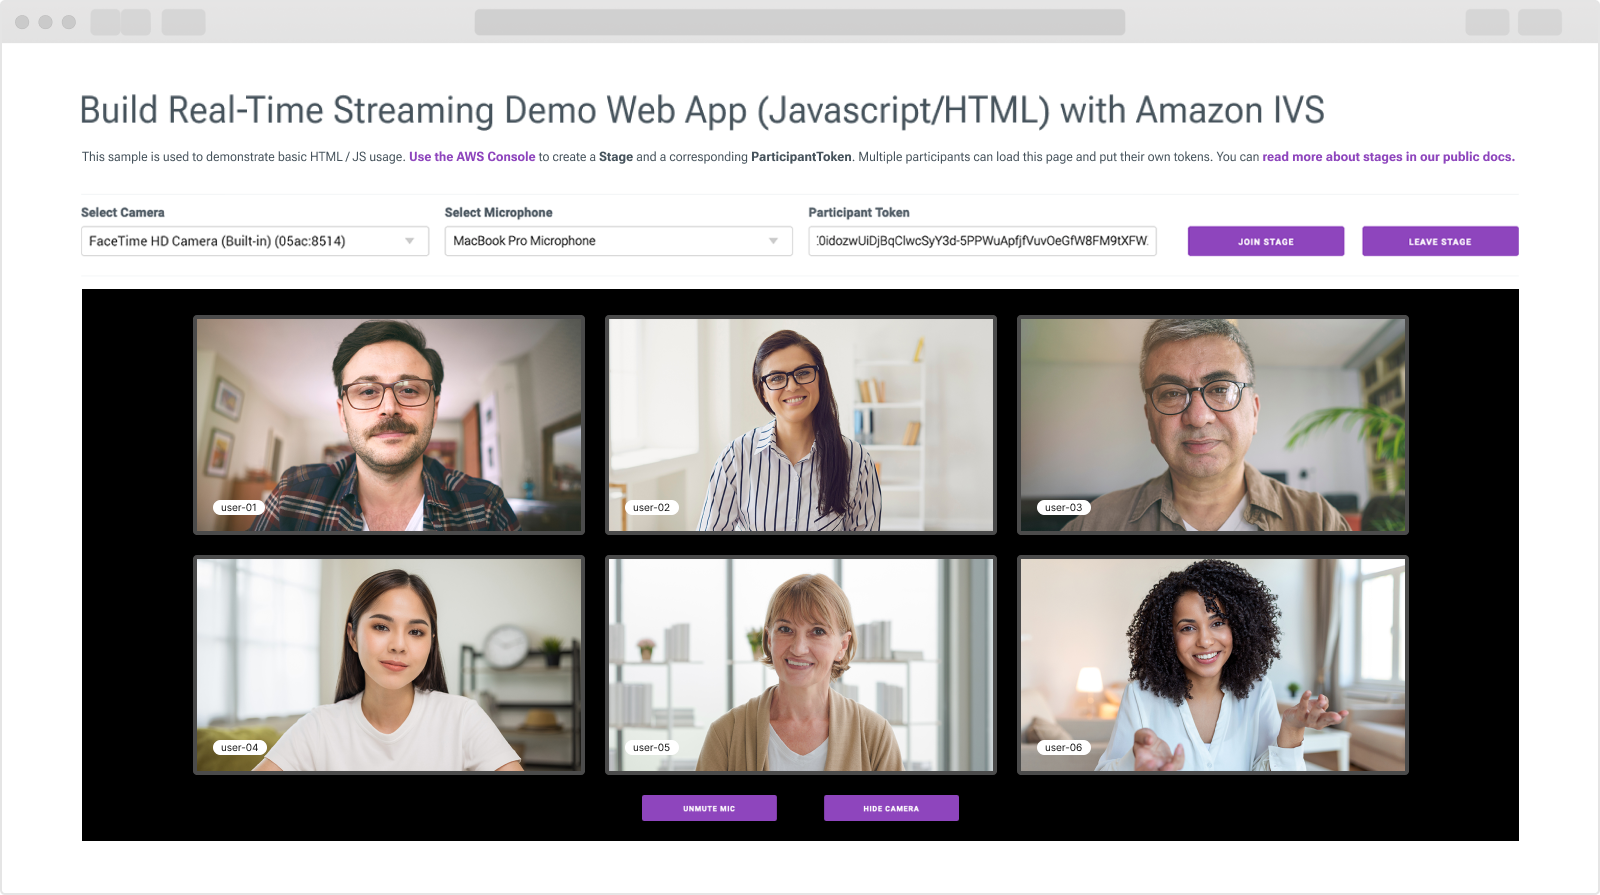 Build Real-Time Streaming Demo Web App (Javascript/HTML) with Amazon IVS
This sample is used to demonstrate basic HTML / JS usage. Use the AWS Console to create a Stage and a corresponding ParticipantToken. Multiple participants can load this page and put their own tokens. You can read more about stages in our public docs.
Select Camera
Select Microphone
Participant Token
FaceTime HD Camera (Built-in) (05ac:8514)
MacBook Pro Microphone
JOIN STAGE
LEAVE STAGE
user-01
user-02
user-03
user-04
user-05
user-06
UNMUTE MIC
HIDE CAMERA